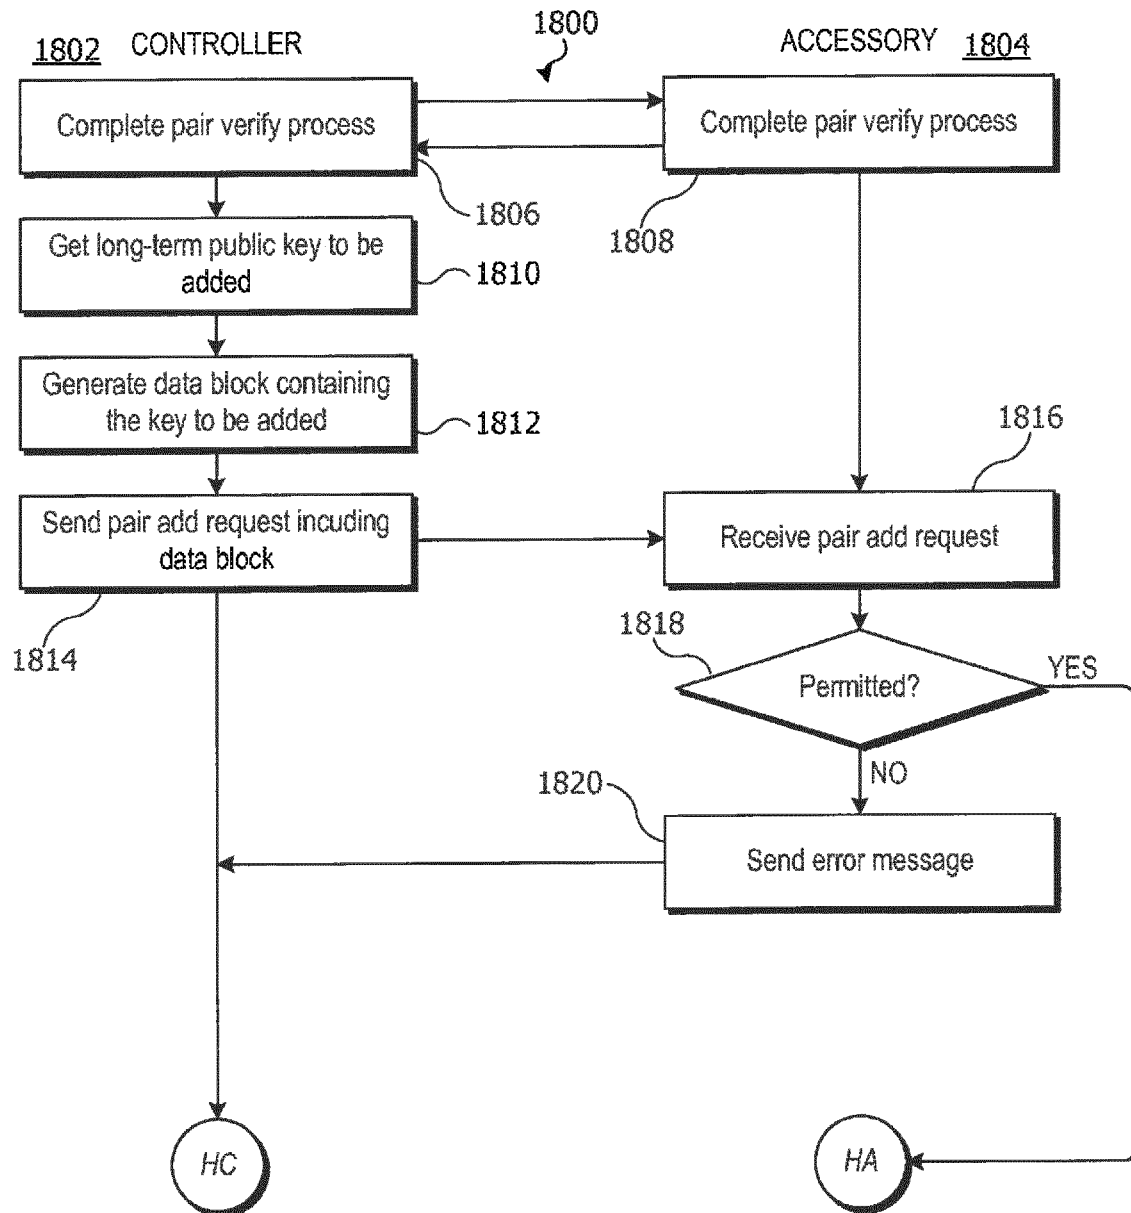 1800
1802 CONTROLLER
ACCESSORY 1804
Complete pair verify process
Complete pair verify process
1806
1808
Get long-term public key to be
added
1810
Generate data block containing
the key to be added
1812
1816
Send pair add request incuding
data block
Receive pair add request
1814
1818
Permitted?
YES
NO
1820
Send error message
HC
HA